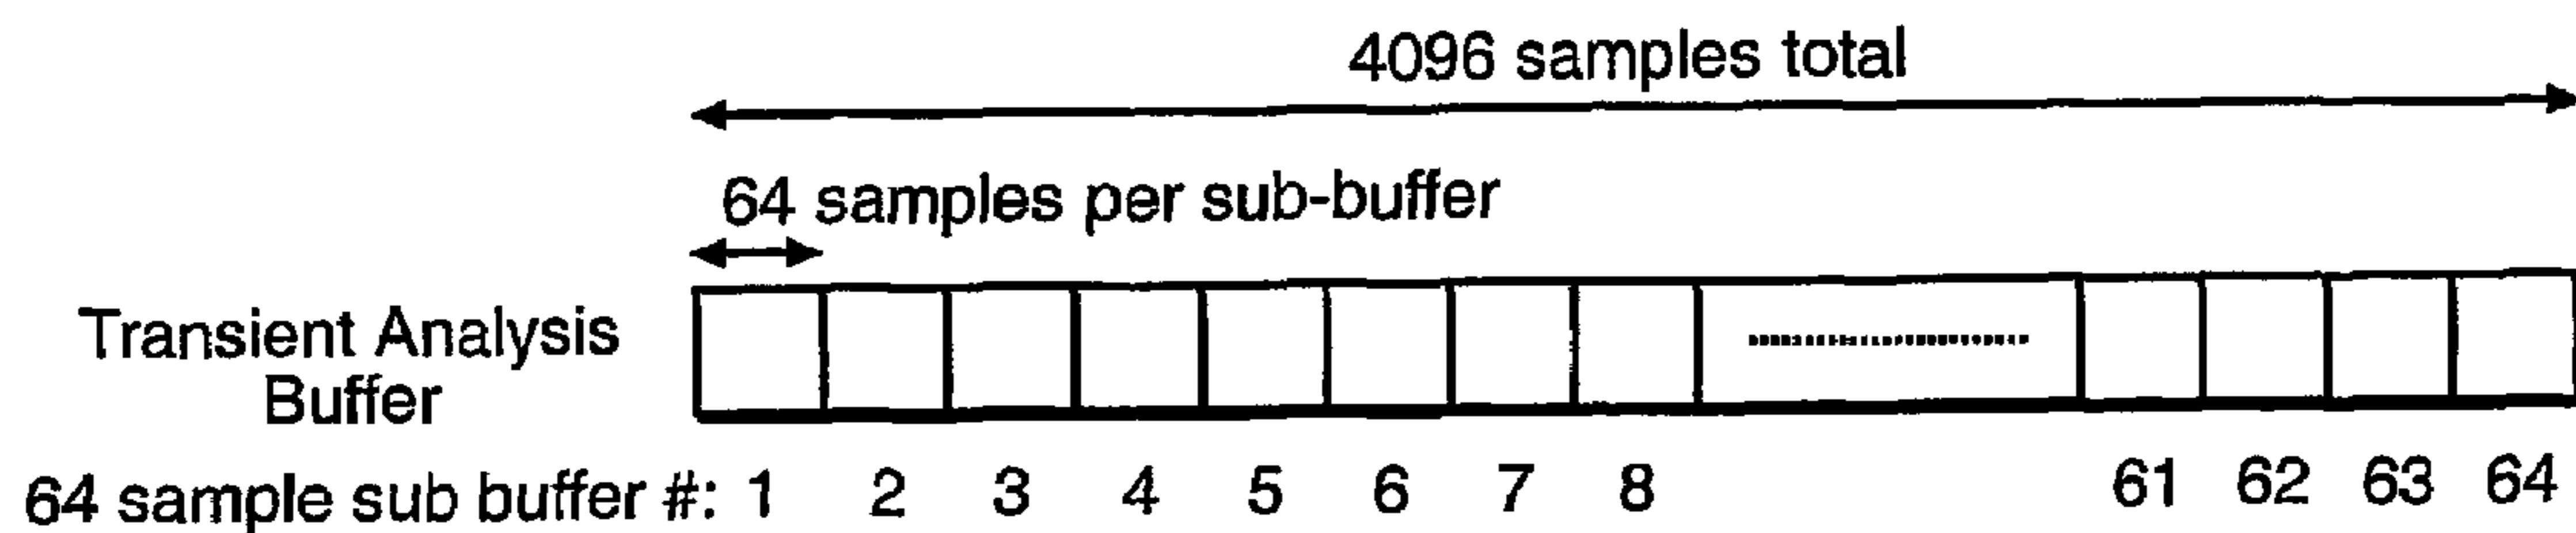 4096 samples total
64 samples per sub-buffer
Transient Analysis
Buffer
64 sample sub buffer #: 1 2 3 4 5 6 7 8 61 62 63 64